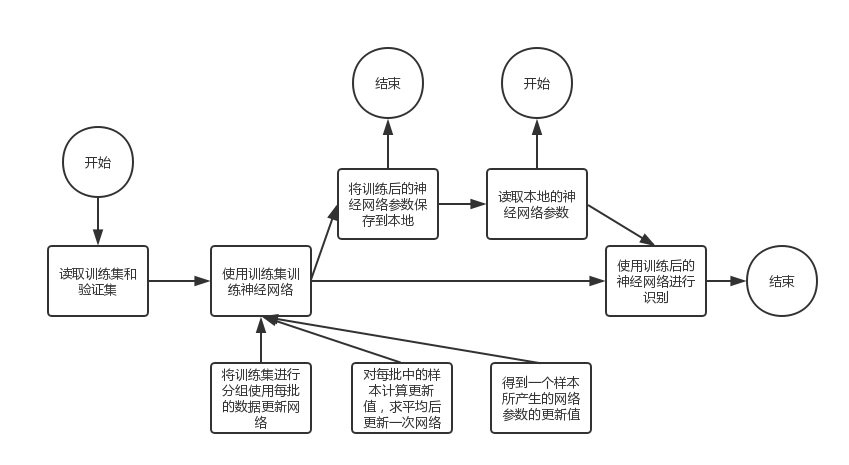 结束
开始
开始
将训练后的神
经网络参数保
存到本地
读取本地的神
经网络参数
读取训练集和
验证集
使用训练集训
练神经网络
使用训练后的
神经网络进行
识别
结束
将训练集进行
分组使用每批
的数据更新网
络
对每批中的样
本计算更新
值，求平均后
更新一次网络
得到一个样本
所产生的网络
参数的更新值